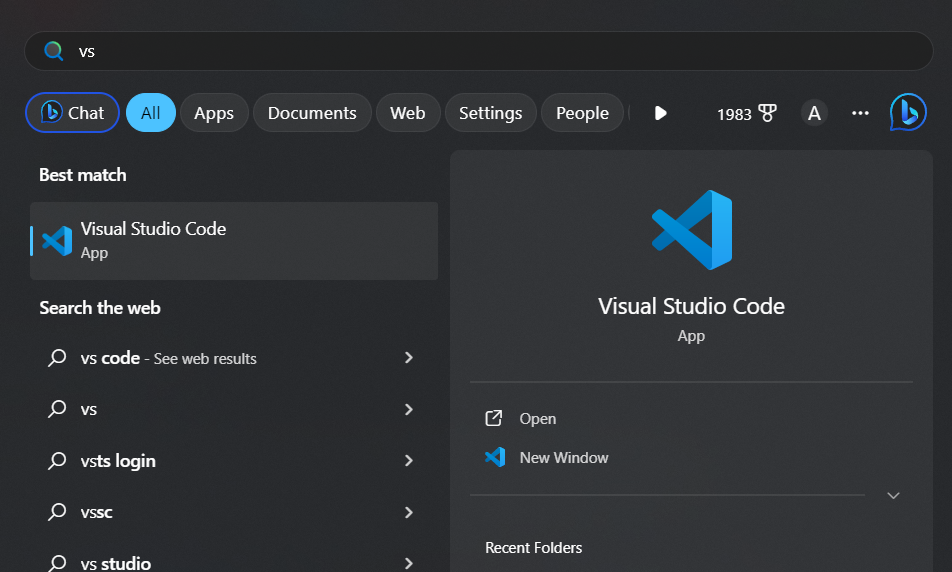 vs
Chat All Apps Documents Web Settings People 1983 A
Best match
Visual Studio Code
App
Search the web
vs code - See web results
vs
vsts login
vssc
vs studio
Visual Studio Code
App
Open
New Window
Recent Folders